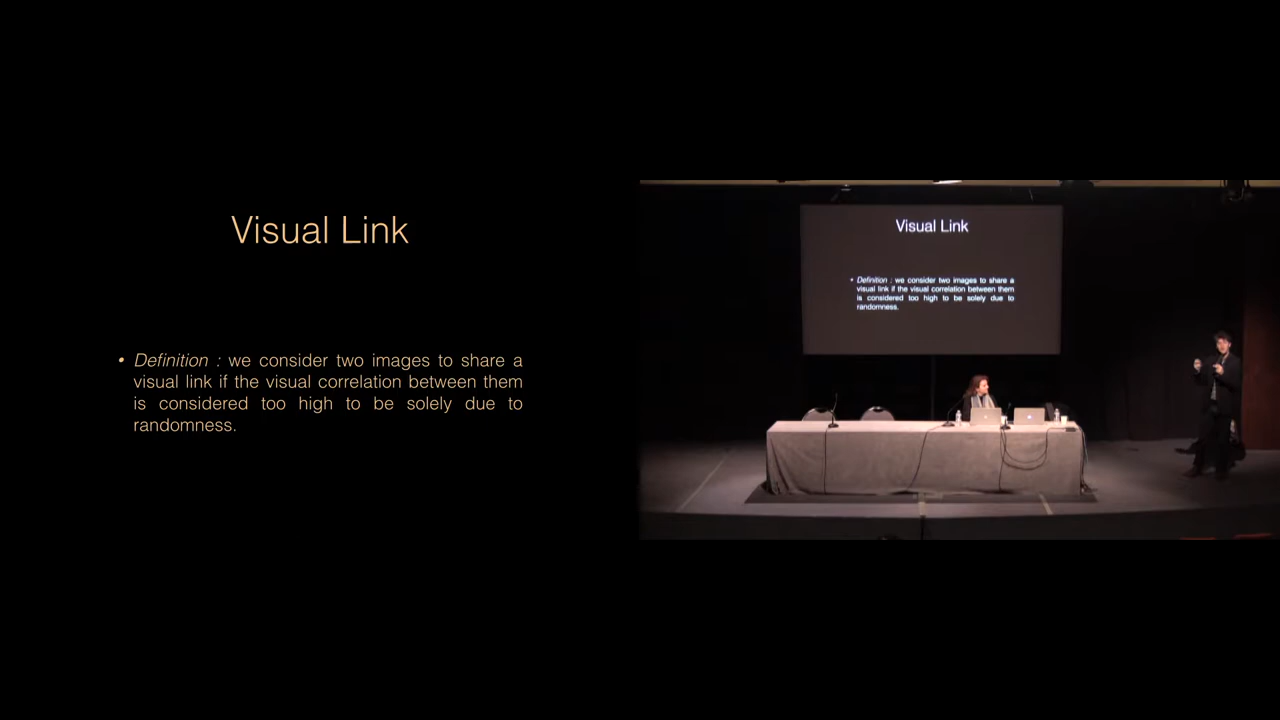 Visual Link
• Definition : we consider two images to share a
visual link if the visual correlation between them
is considered too high to be solely due to
randomness.
Visual Link
• Definition : we consider two images to share a
visual link if the visual correlation between them
is considered too high to be solely due to
randomness.